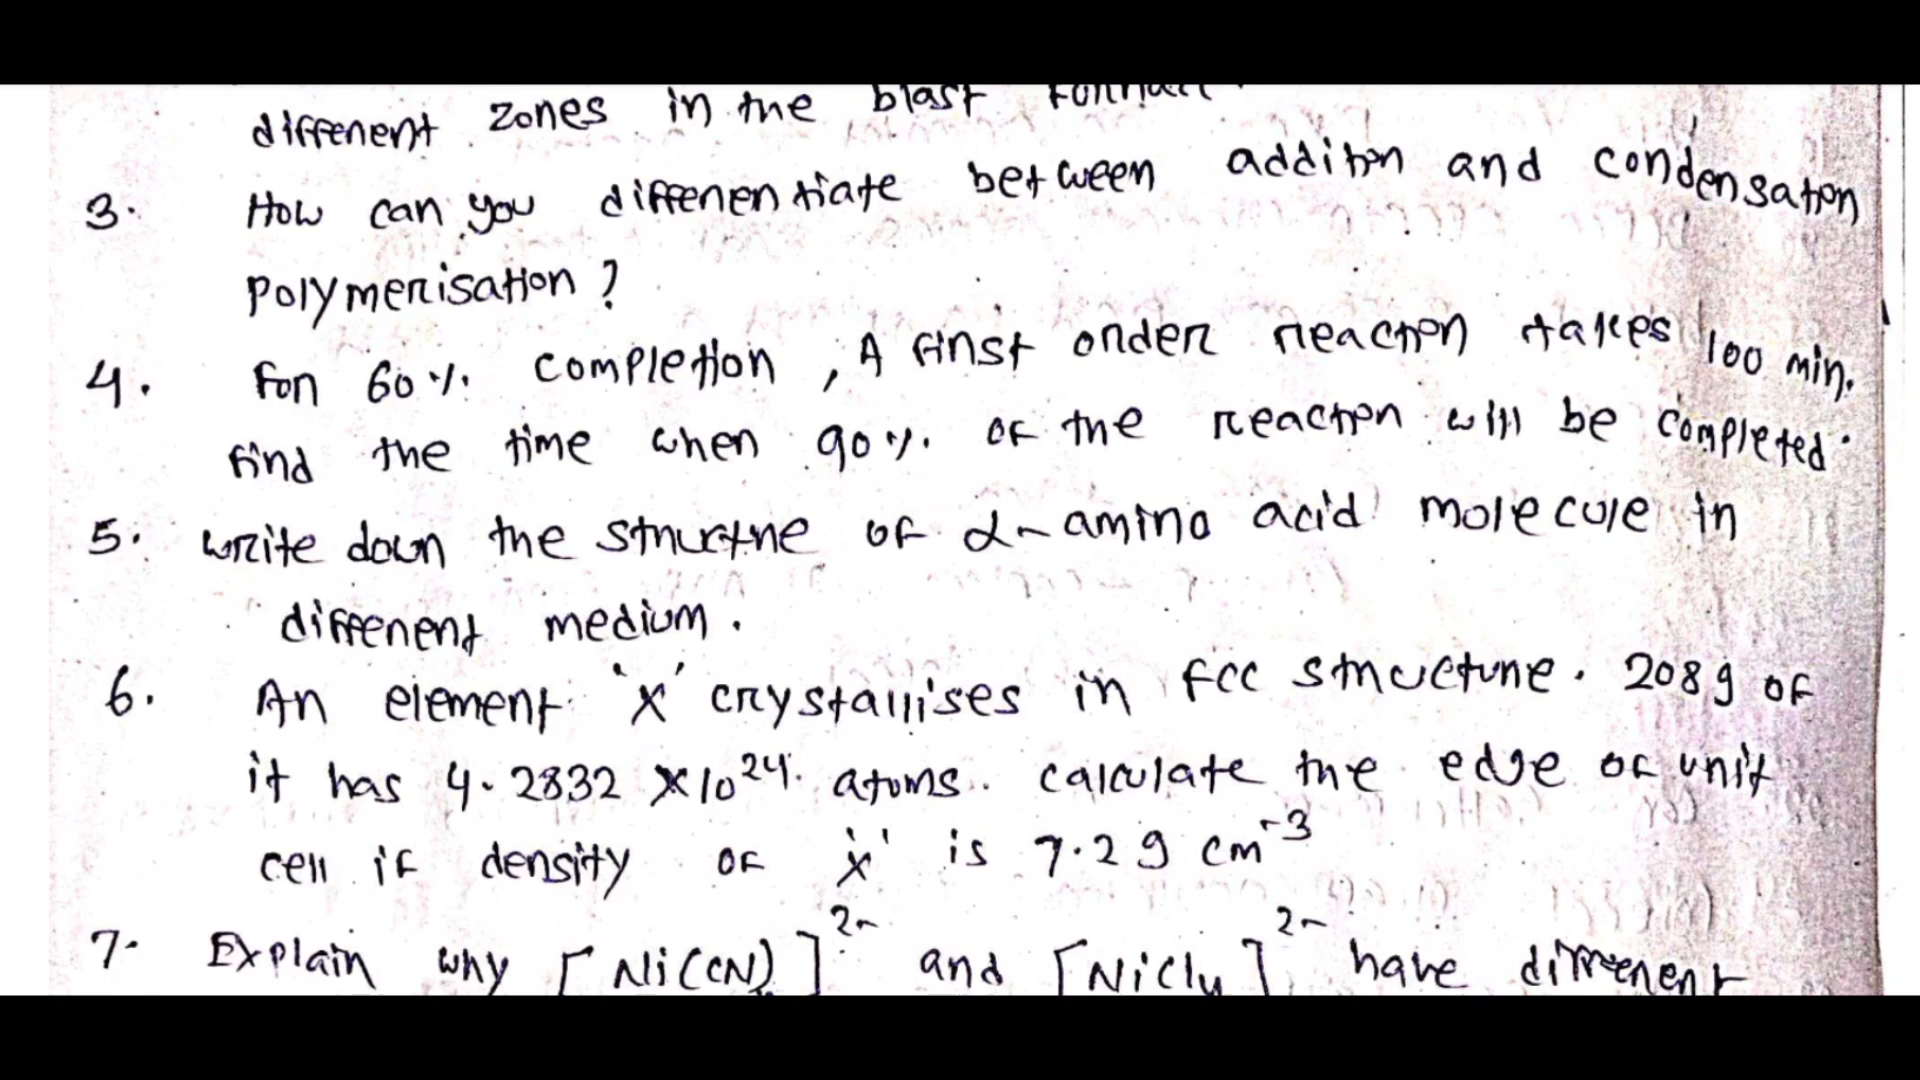 different zones in the blast
3. How can you differentiate between addition and condensation
polymerisation ?
4. For 60 %. completion , A first order reaction takes 100 min.
find the time when 90 %. of the reaction will be completed.
5. write down the structure of α- amino acid molecule in
different medium.
6. An element 'X' crystallises in fcc structure. 208 g of
it has 4.2832 × 10²⁴ atoms. calculate the edge of unit
cell if density of 'X' is 7.2 g cm⁻³
7. Explain why [Ni(CN)₄]²⁻ and [NiCl₄]²⁻ have different